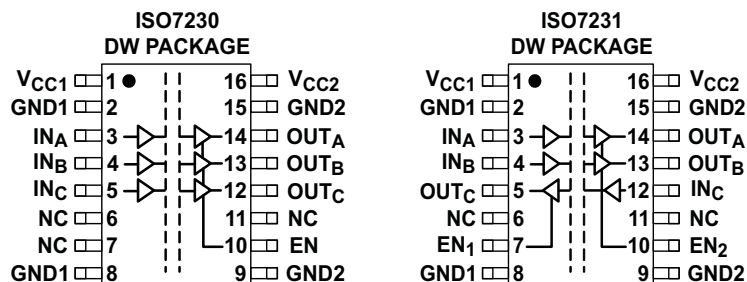 ISO7230
DW PACKAGE
VCC1 1 16 VCC2
GND1 2 15 GND2
INA 3 14 OUTA
INB 4 13 OUTB
INC 5 12 OUTC
NC 6 11 NC
NC 7 10 EN
GND1 8 9 GND2
ISO7231
DW PACKAGE
VCC1 1 16 VCC2
GND1 2 15 GND2
INA 3 14 OUTA
INB 4 13 OUTB
OUTC 5 12 INC
NC 6 11 NC
EN1 7 10 EN2
GND1 8 9 GND2